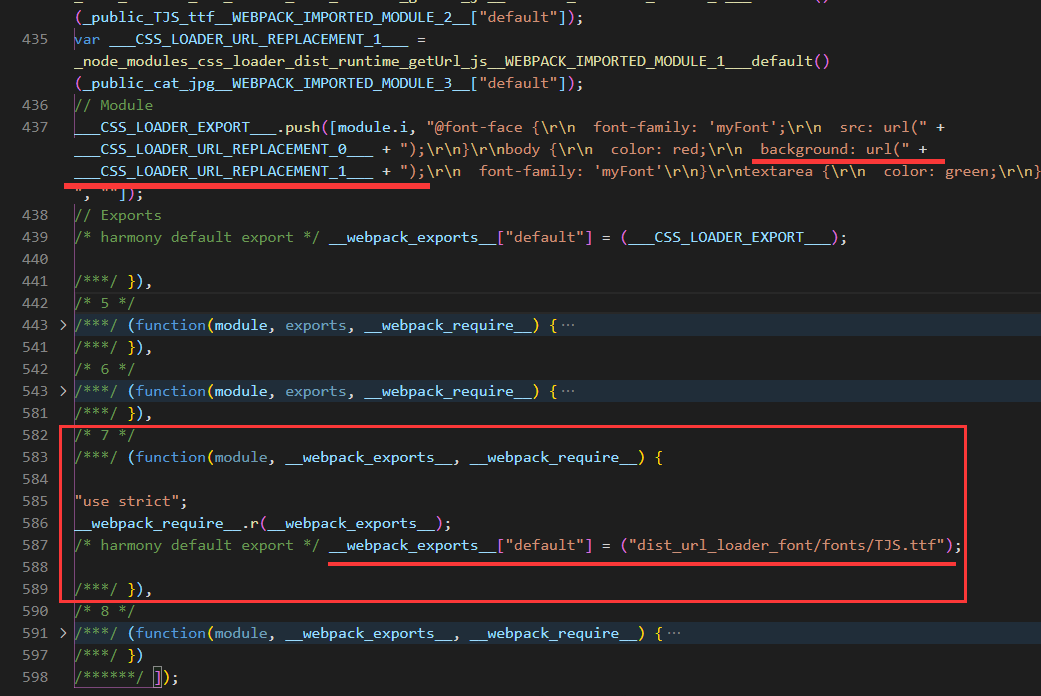 (_public_TJS_ttf__WEBPACK_IMPORTED_MODULE_2__["default"]);
435 var ___CSS_LOADER_URL_REPLACEMENT_1___ =
_node_modules_css_loader_dist_runtime_getUrl_js__WEBPACK_IMPORTED_MODULE_1___default()
(_public_cat_jpg__WEBPACK_IMPORTED_MODULE_3__["default"]);
436 // Module
437 ___CSS_LOADER_EXPORT___.push([module.i, "@font-face {\r\n  font-family: 'myFont';\r\n  src: url(" +
___CSS_LOADER_URL_REPLACEMENT_0___ + ");\r\n}\r\nbody {\r\n  color: red;\r\n  background: url(" +
___CSS_LOADER_URL_REPLACEMENT_1___ + ");\r\n  font-family: 'myFont'\r\n}\r\ntextarea {\r\n  color: green;\r\n}
", ""]);
438 // Exports
439 /* harmony default export */ __webpack_exports__["default"] = (___CSS_LOADER_EXPORT___);
440
441 /***/ }),
442 /* 5 */
443 > /***/ (function(module, exports, __webpack_require__) { ···
541 /***/ }),
542 /* 6 */
543 > /***/ (function(module, exports, __webpack_require__) { ···
581 /***/ }),
582 /* 7 */
583 /***/ (function(module, __webpack_exports__, __webpack_require__) {
584
585 "use strict";
586 __webpack_require__.r(__webpack_exports__);
587 /* harmony default export */ __webpack_exports__["default"] = ("dist_url_loader_font/fonts/TJS.ttf");
588
589 /***/ }),
590 /* 8 */
591 > /***/ (function(module, __webpack_exports__, __webpack_require__) { ···
597 /***/ })
598 /******/ ]);